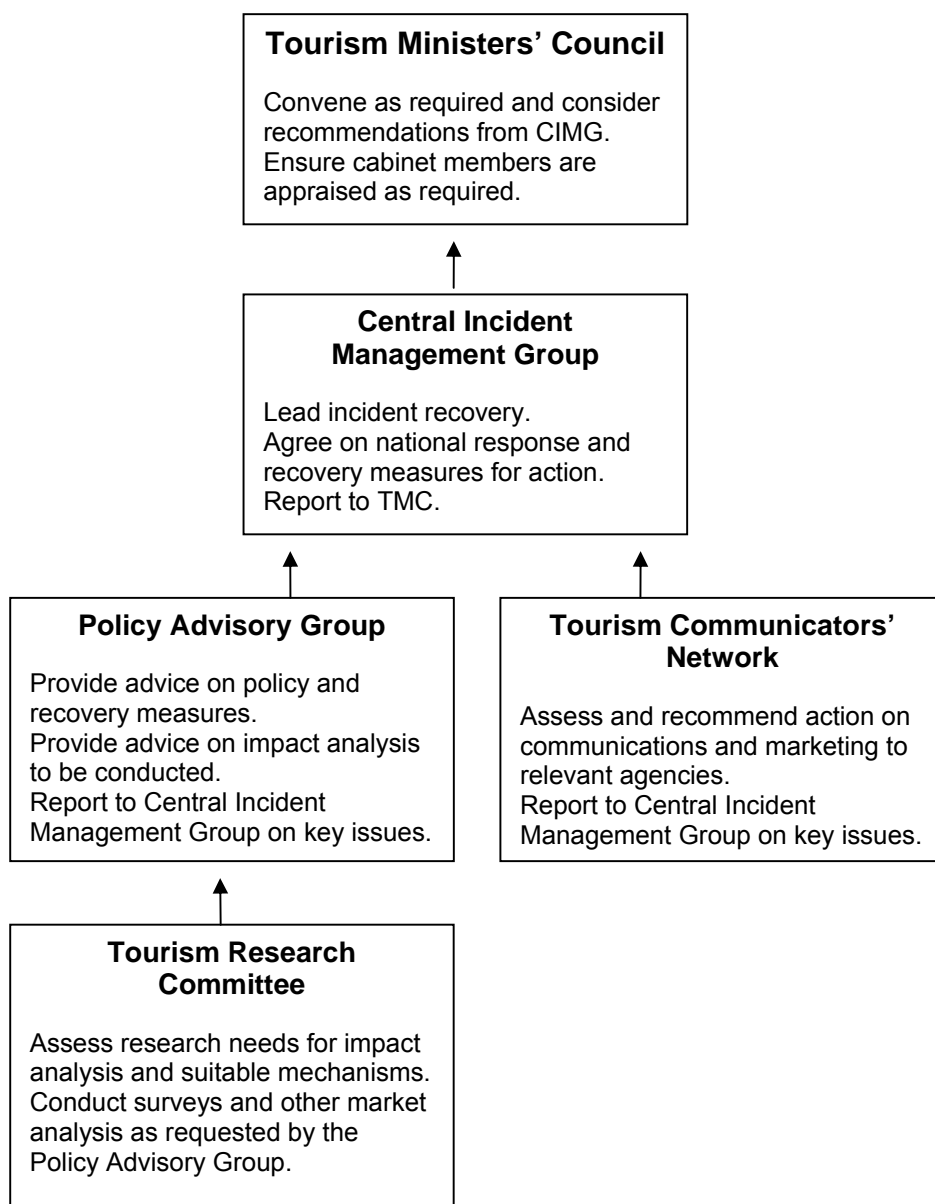 Tourism Ministers’ Council
Convene as required and consider
recommendations from CIMG.
Ensure cabinet members are
appraised as required.
Central Incident
Management Group
Lead incident recovery.
Agree on national response and
recovery measures for action.
Report to TMC.
Policy Advisory Group
Provide advice on policy and
recovery measures.
Provide advice on impact analysis
to be conducted.
Report to Central Incident
Management Group on key issues.
Tourism Communicators’
Network
Assess and recommend action on
communications and marketing to
relevant agencies.
Report to Central Incident
Management Group on key issues.
Tourism Research
Committee
Assess research needs for impact
analysis and suitable mechanisms.
Conduct surveys and other market
analysis as requested by the
Policy Advisory Group.